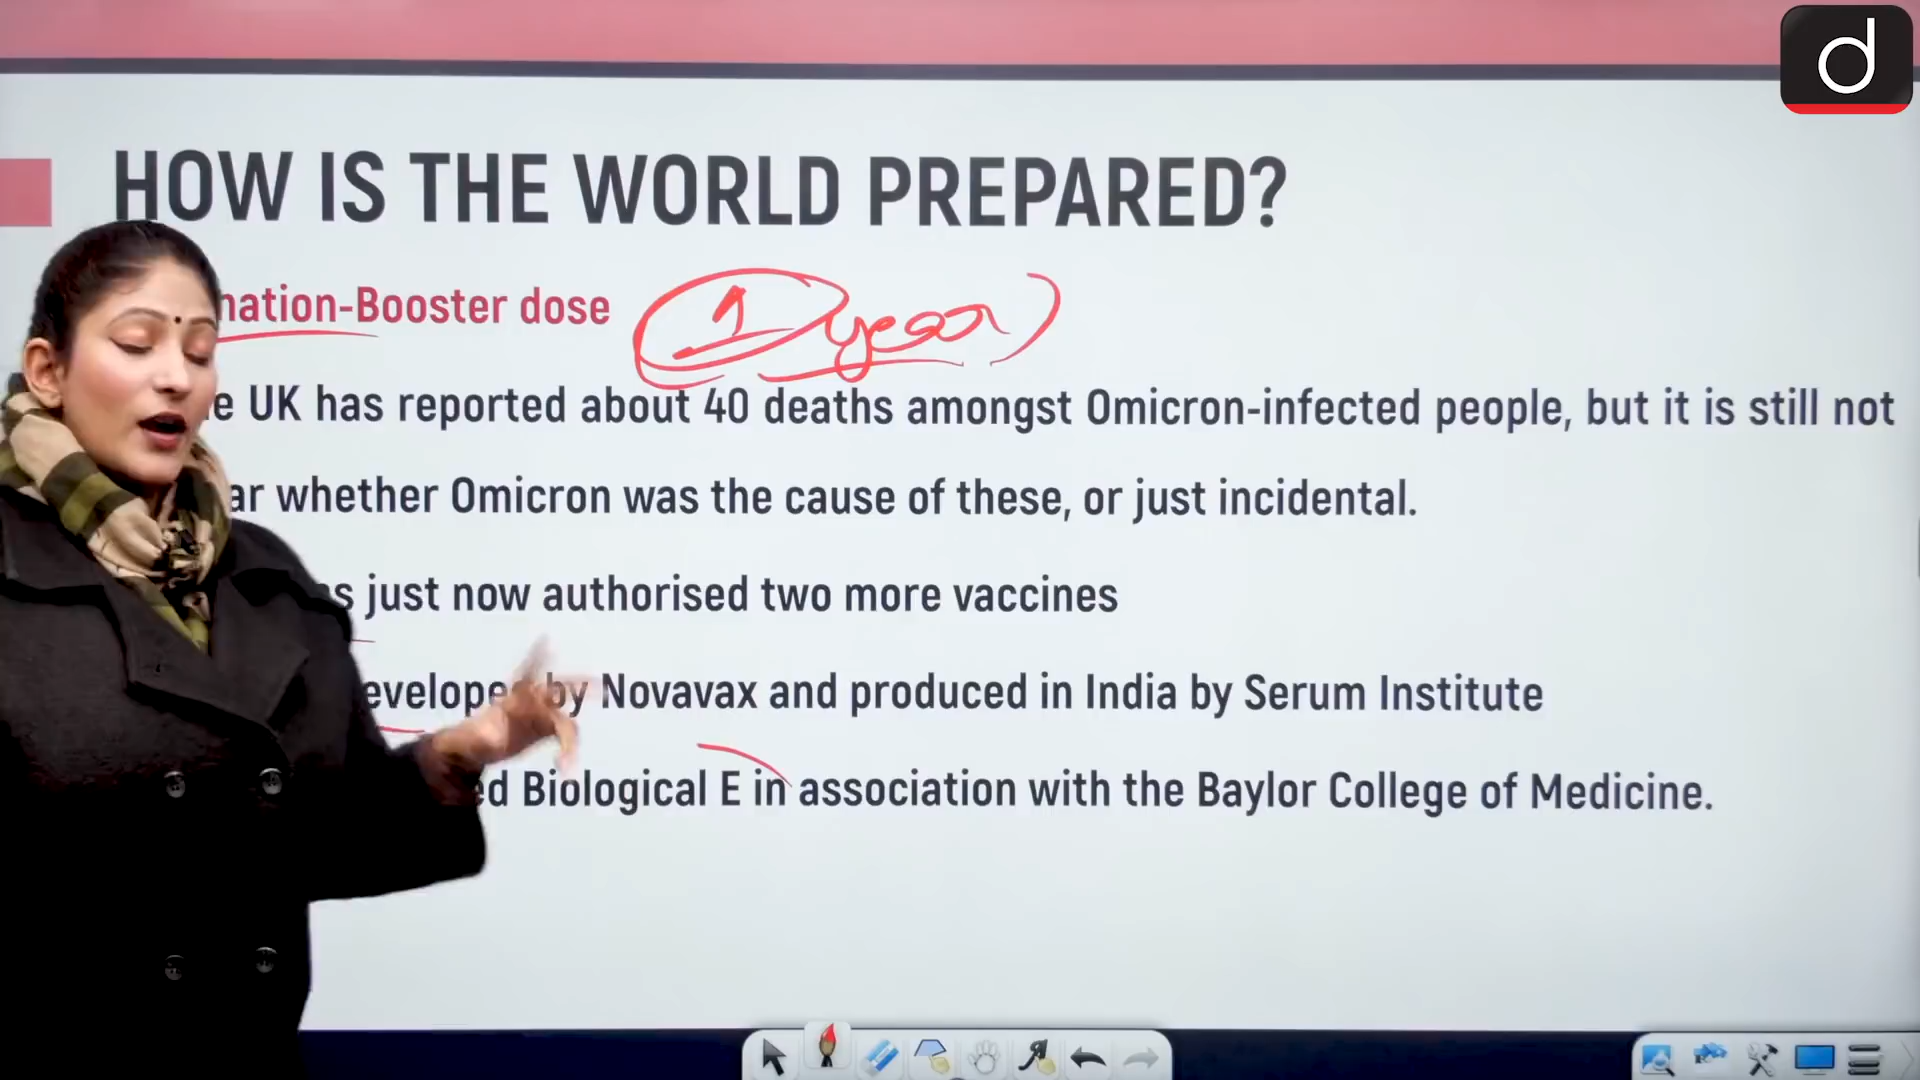 HOW IS THE WORLD PREPARED?
nation-Booster dose
1 year
e UK has reported about 40 deaths amongst Omicron-infected people, but it is still not
ar whether Omicron was the cause of these, or just incidental.
s just now authorised two more vaccines
evelope by Novavax and produced in India by Serum Institute
ed Biological E in association with the Baylor College of Medicine.
d